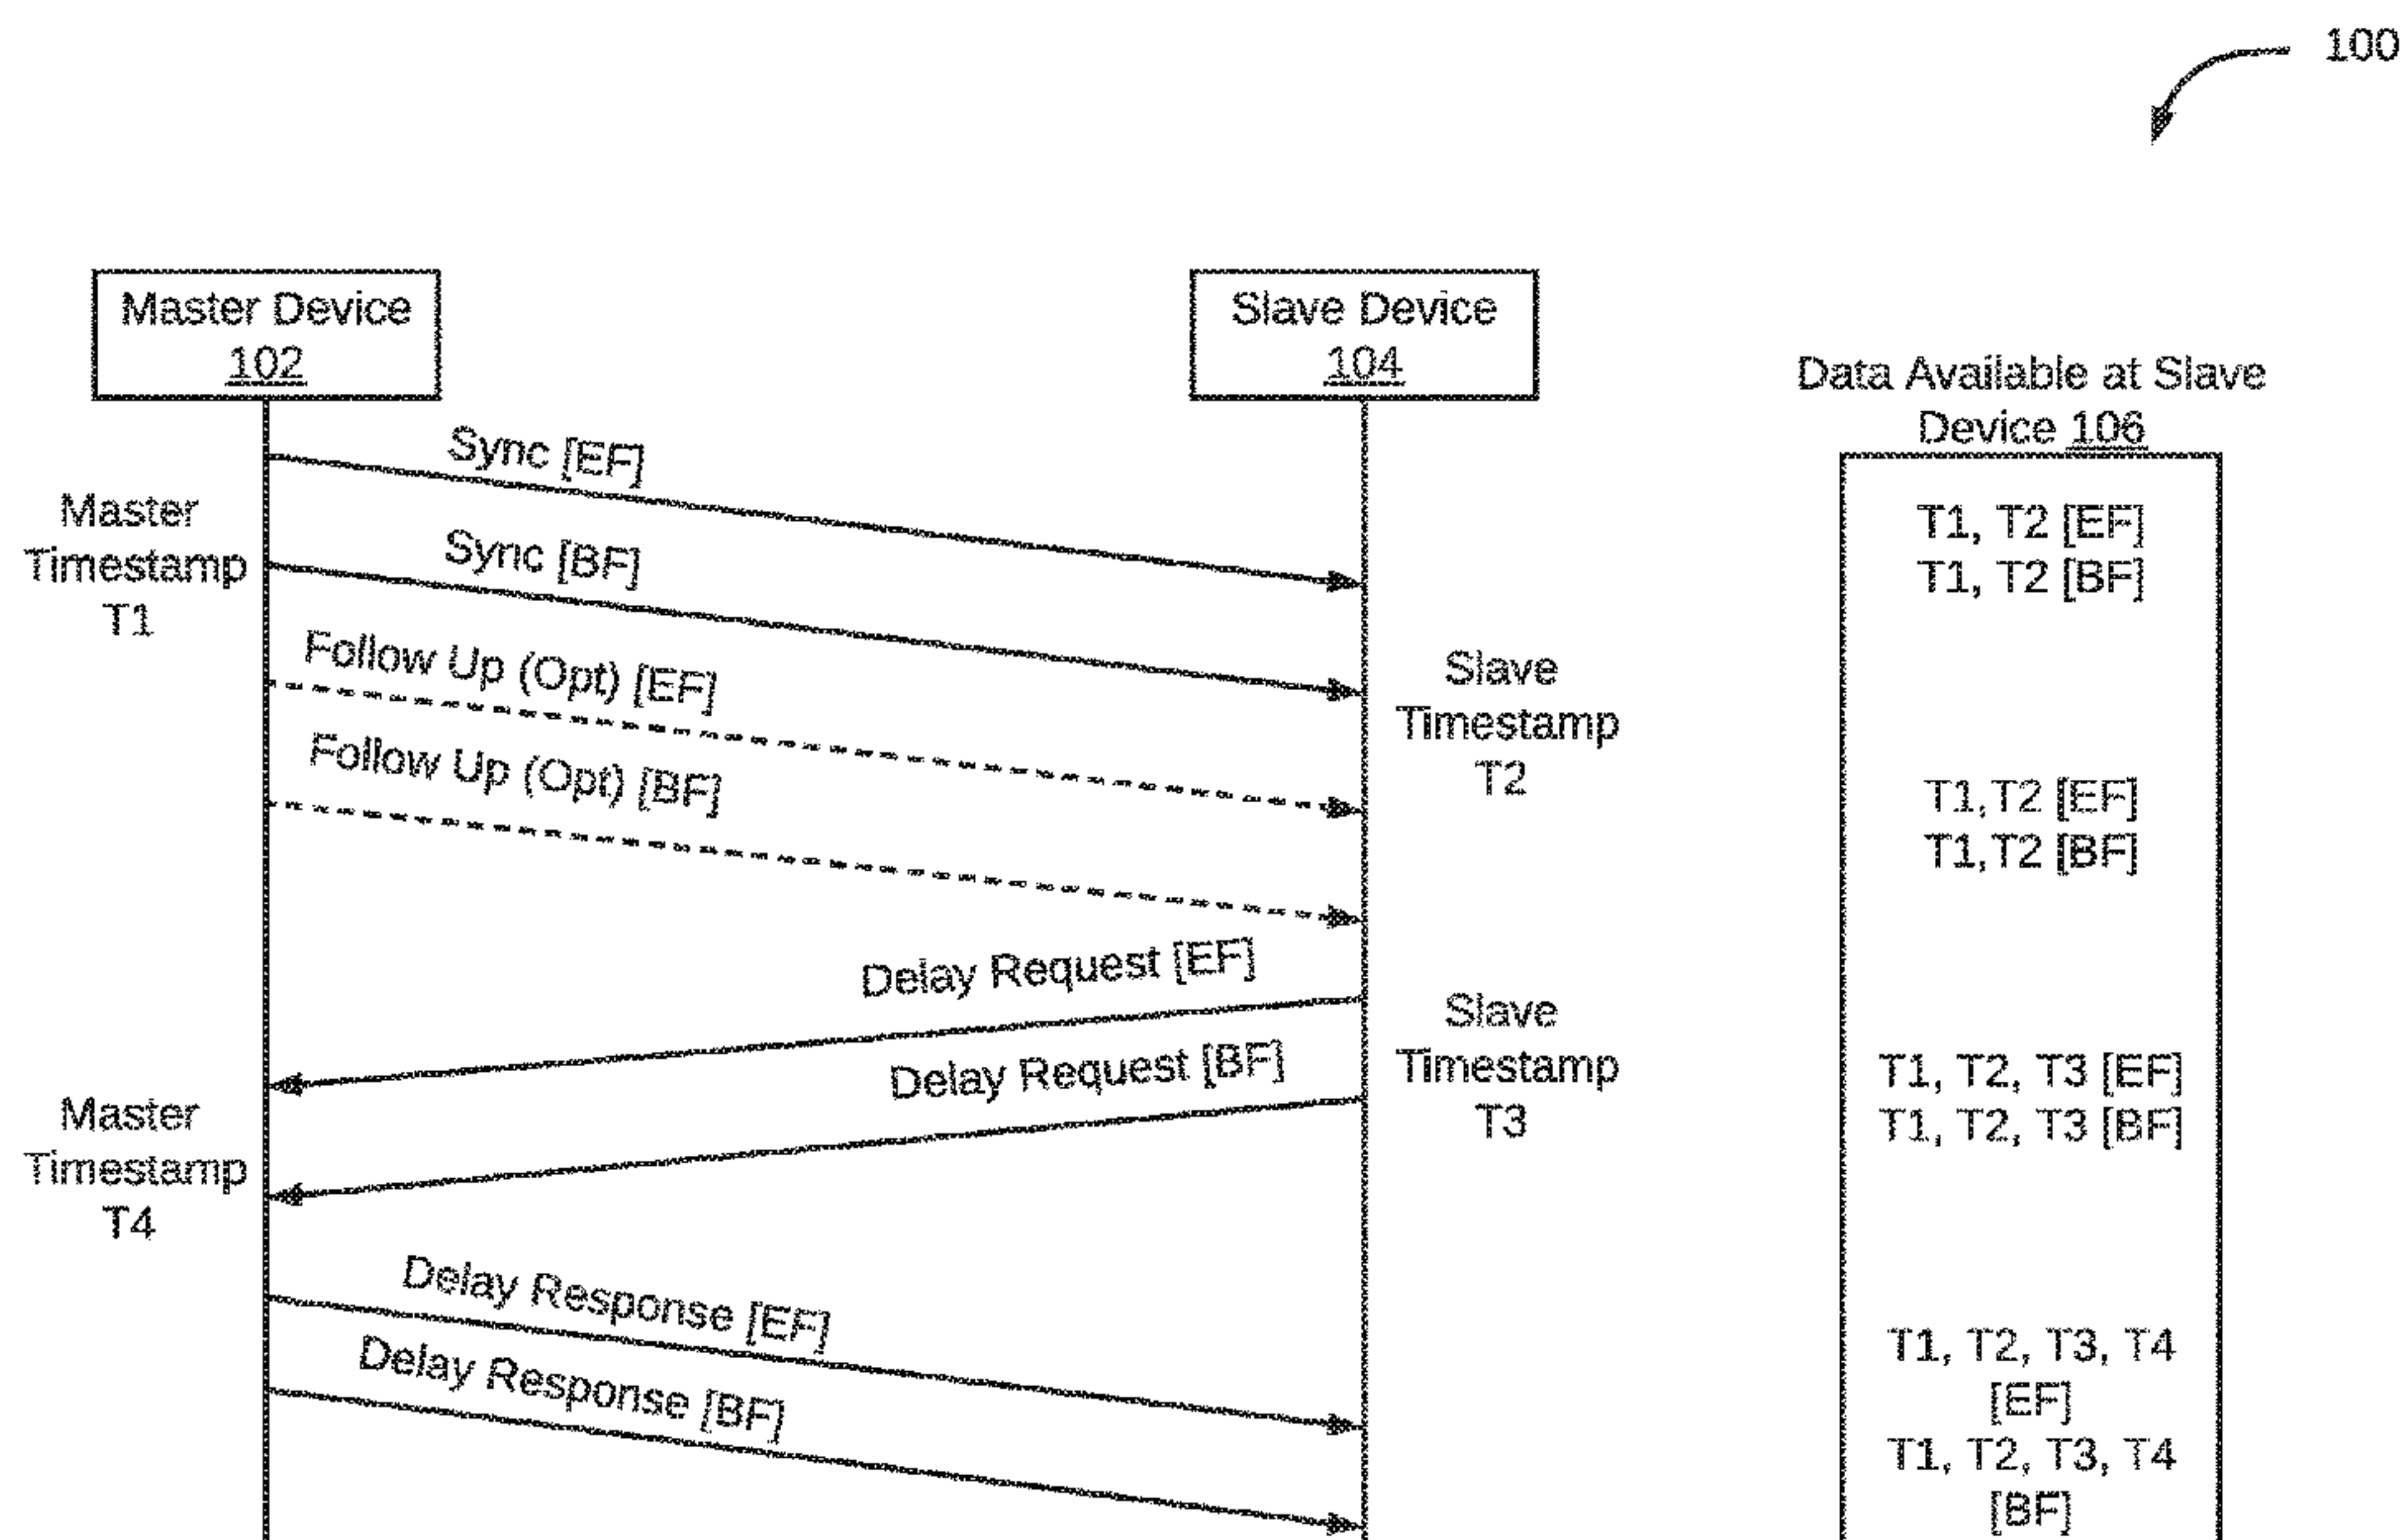 100
Master Device
102
Slave Device
104
Data Available at Slave
Device 106
Sync [EF]
Master
Timestamp
T1
Sync [BF]
T1, T2 [EF]
T1, T2 [BF]
Follow Up (Opt) [EF]
Slave
Timestamp
T2
Follow Up (Opt) [BF]
T1,T2 [EF]
T1,T2 [BF]
Delay Request [EF]
Slave
Timestamp
T3
Delay Request [BF]
T1, T2, T3 [EF]
T1, T2, T3 [BF]
Master
Timestamp
T4
Delay Response [EF]
Delay Response [BF]
T1, T2, T3, T4
[EF]
T1, T2, T3, T4
[BF]